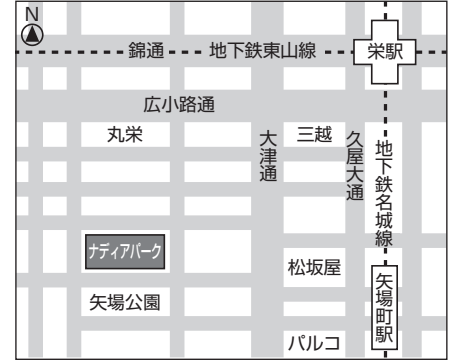 N
錦通
地下鉄東山線
栄駅
広小路通
丸栄
大津通
三越
久屋大通
地下鉄名城線
ナディアパーク
松坂屋
矢場公園
矢場町駅
パルコ